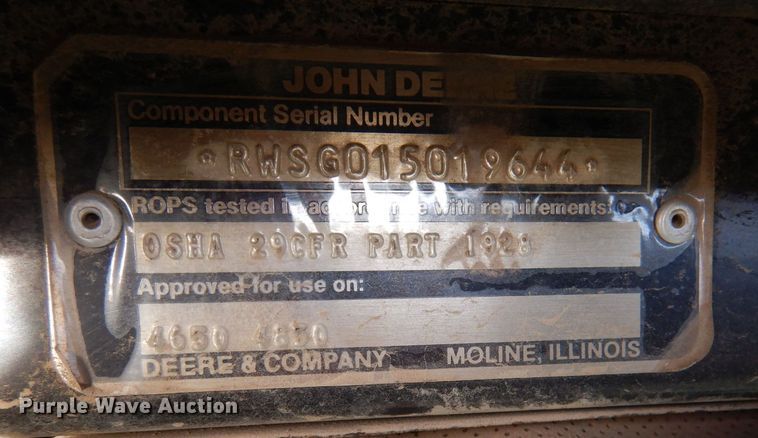 JOHN DEERE
Component Serial Number
*RWSG015019644*
ROPS tested in accordance with requirements:
OSHA 29CFR PART 1928
Approved for use on:
4650 4850
DEERE & COMPANY MOLINE, ILLINOIS
Purple Wave Auction